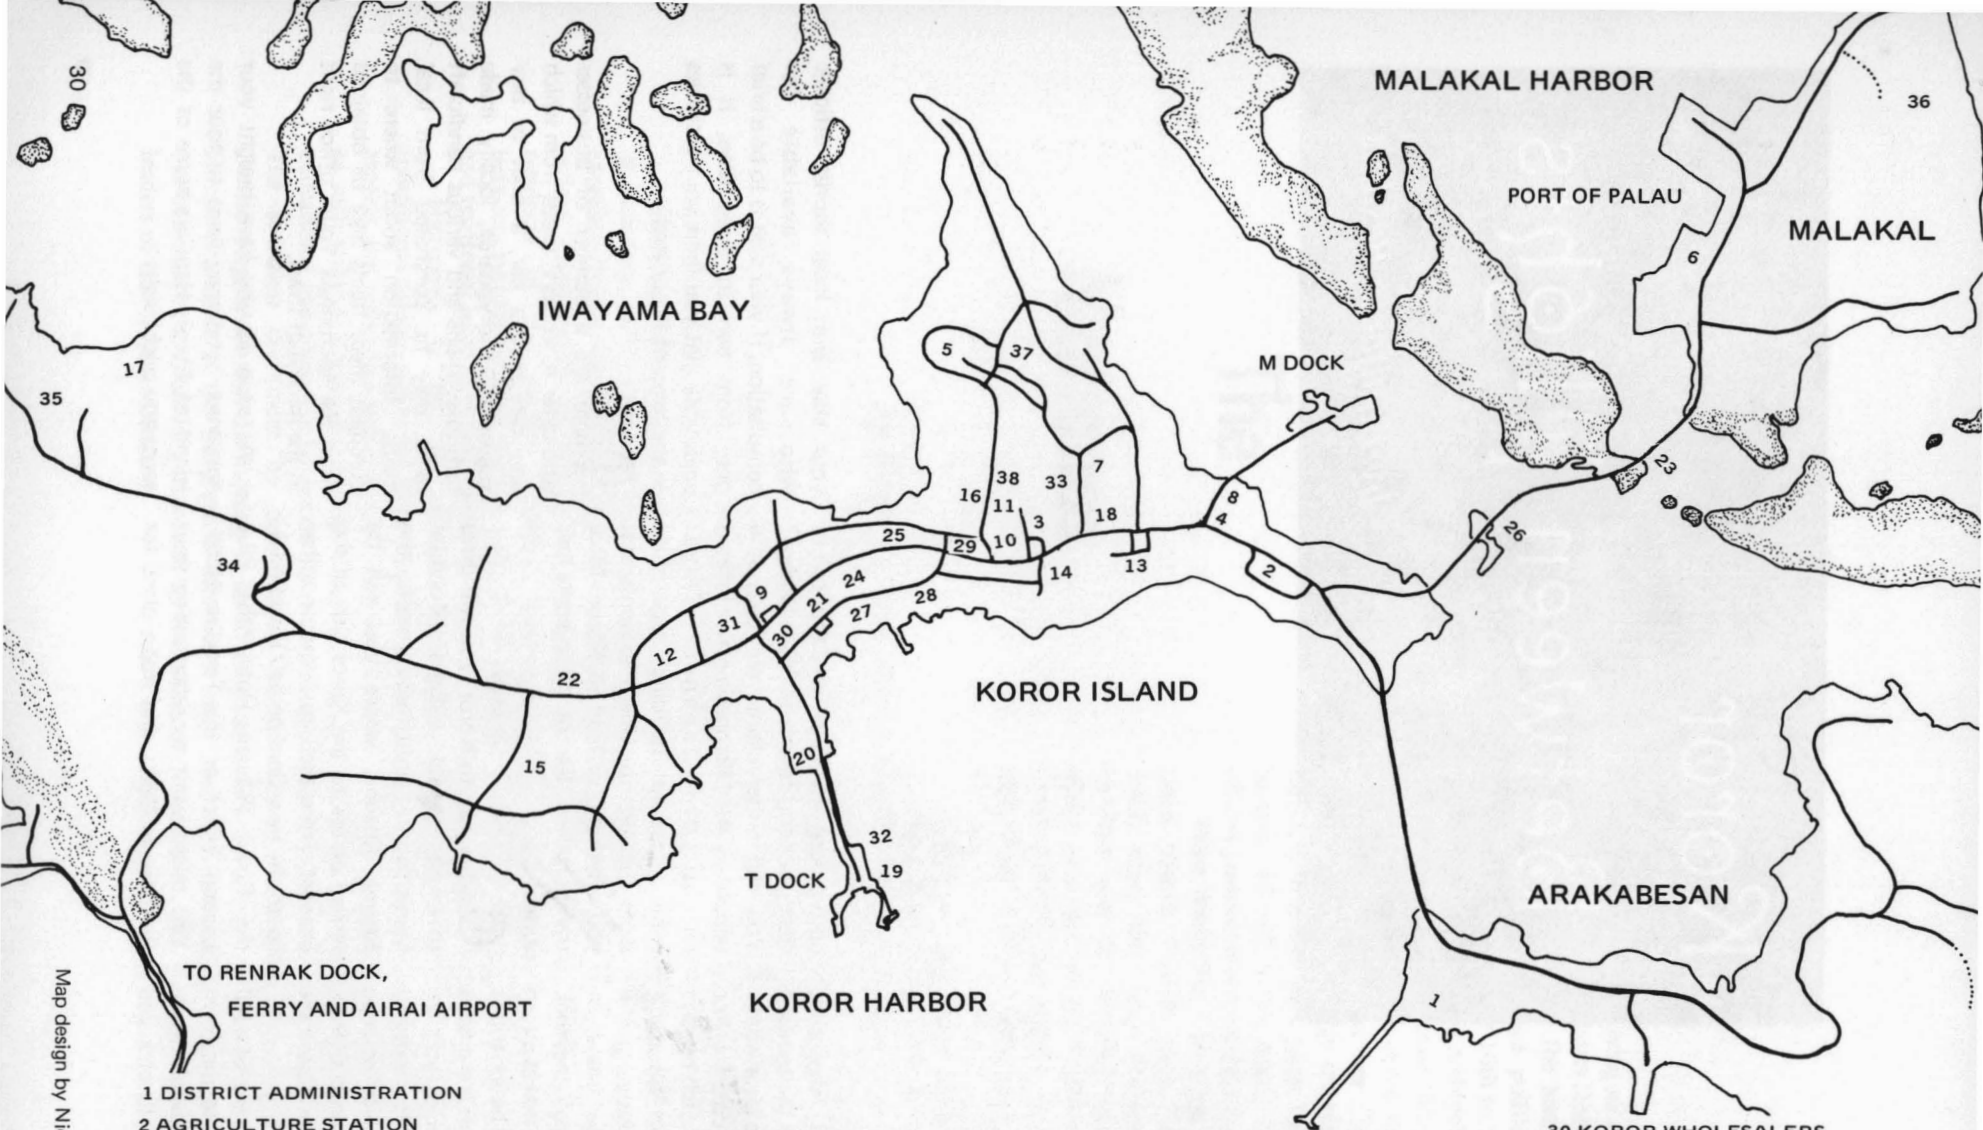 30
MALAKAL HARBOR
36
PORT OF PALAU
MALAKAL
6
IWAYAMA BAY
17
35
5
37
M DOCK
7
38
33
16
11
8
23
3
18
4
26
25
29
10
34
14
13
2
24
9
21
28
27
31
30
12
22
KOROR ISLAND
20
15
32
19
T DOCK
ARAKABESAN
TO RENRAK DOCK,
FERRY AND AIRAI AIRPORT
KOROR HARBOR
1
Map design by
1 DISTRICT ADMINISTRATION
2 AGRICULTURE STATION
30 KOROR WHOLESALERS